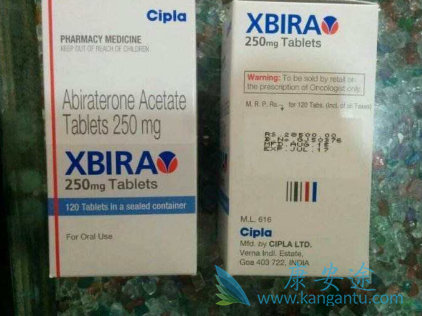 Cipla
PHARMACY MEDICINE
KEEP OUT OF REACH OF CHILDREN
Abiraterone Acetate
Tablets 250 mg
XBIRA
250mg Tablets
120 Tablets in a sealed container
For Oral Use
XBIRA
250mg Tablets
Warning: To be sold by retail on
the prescription of Oncologist only.
M. R. P. Rs. for 120 Tabs. (Incl. of all Taxes)
EXP. JUL. 17
M.L. 616
Cipla
Mfd. by CIPLA LTD.
Verna Indl. Estate,
Goa 403 722, INDIA
康安途
www.kangantu.com